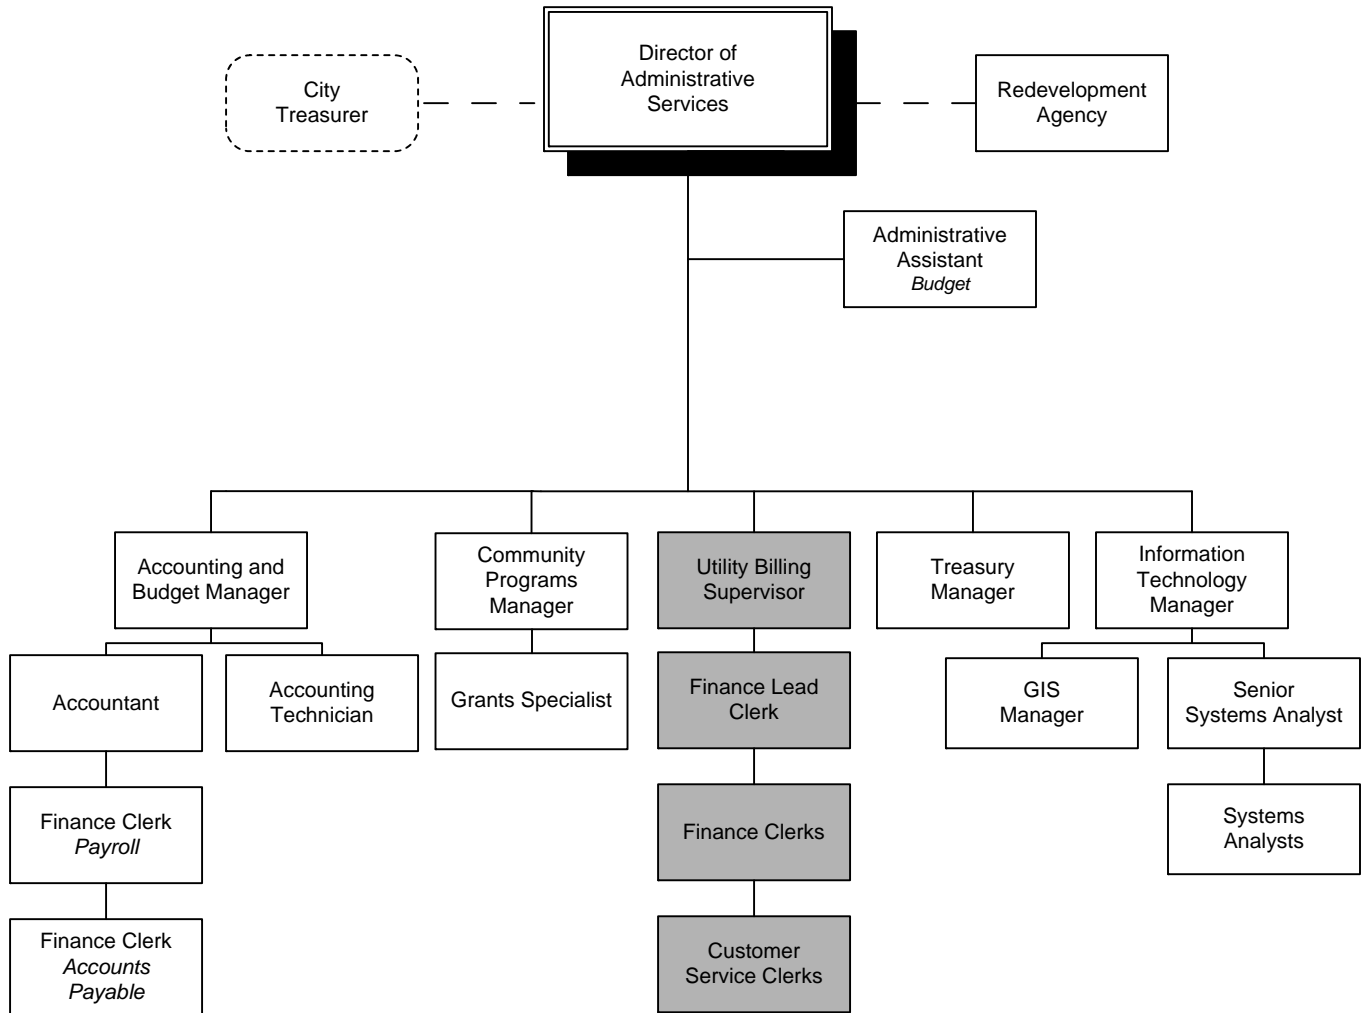 Director of
Administrative
Services
City
Treasurer
Redevelopment
Agency
Administrative
Assistant
Budget
Accounting and
Budget Manager
Community
Programs
Manager
Utility Billing
Supervisor
Treasury
Manager
Information
Technology
Manager
Accountant
Accounting
Technician
Grants Specialist
Finance Lead
Clerk
GIS
Manager
Senior
Systems Analyst
Finance Clerk
Payroll
Finance Clerks
Systems
Analysts
Finance Clerk
Accounts
Payable
Customer
Service Clerks